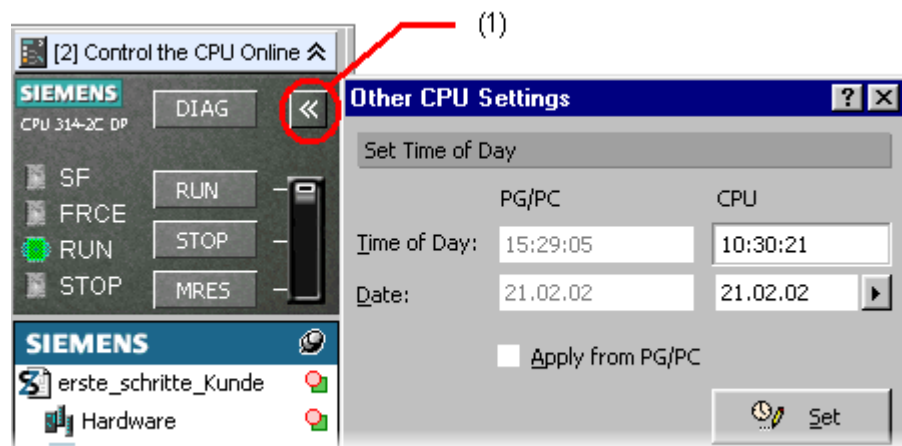 (1)
[2] Control the CPU Online
SIEMENS
CPU 314-2C DP
DIAG
SF
FRCE
RUN
STOP
RUN
STOP
MRES
SIEMENS
erste_schritte_Kunde
Hardware
Other CPU Settings
Set Time of Day
PG/PC CPU
Time of Day: 15:29:05 10:30:21
Date: 21.02.02 21.02.02
Apply from PG/PC
Set